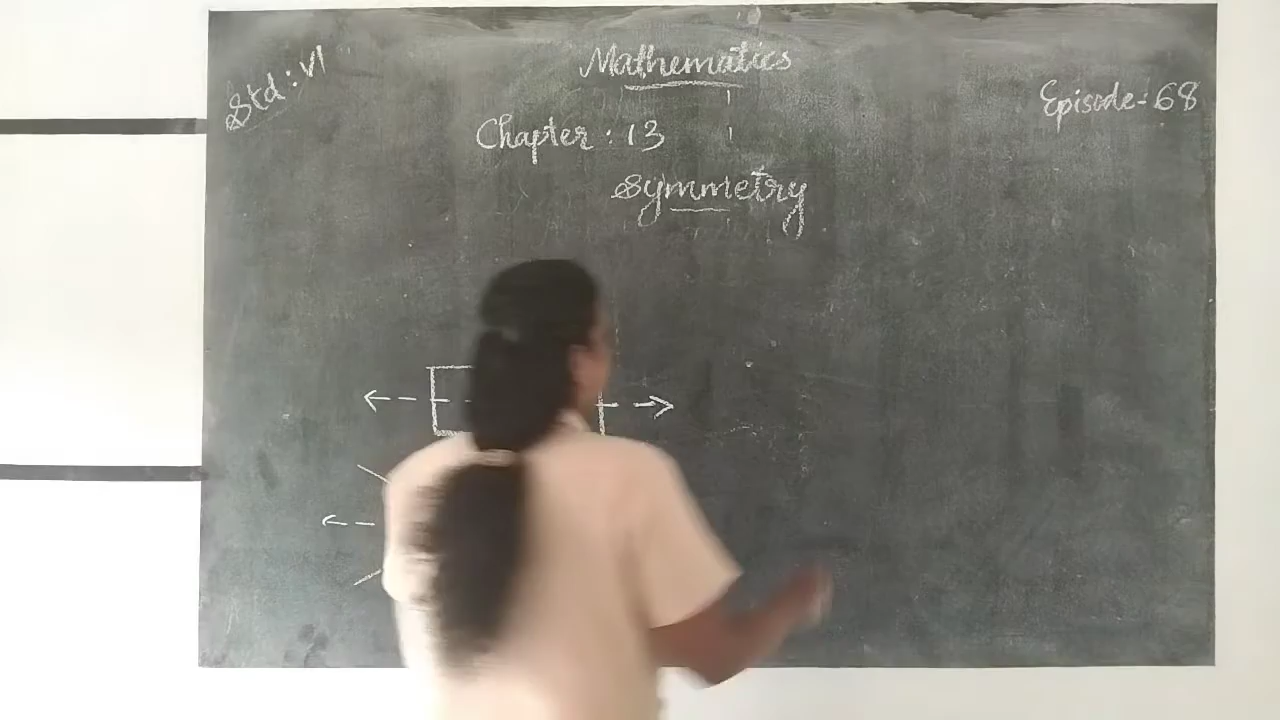 Std: VI
Mathematics
Episode-68
Chapter: 13
Symmetry